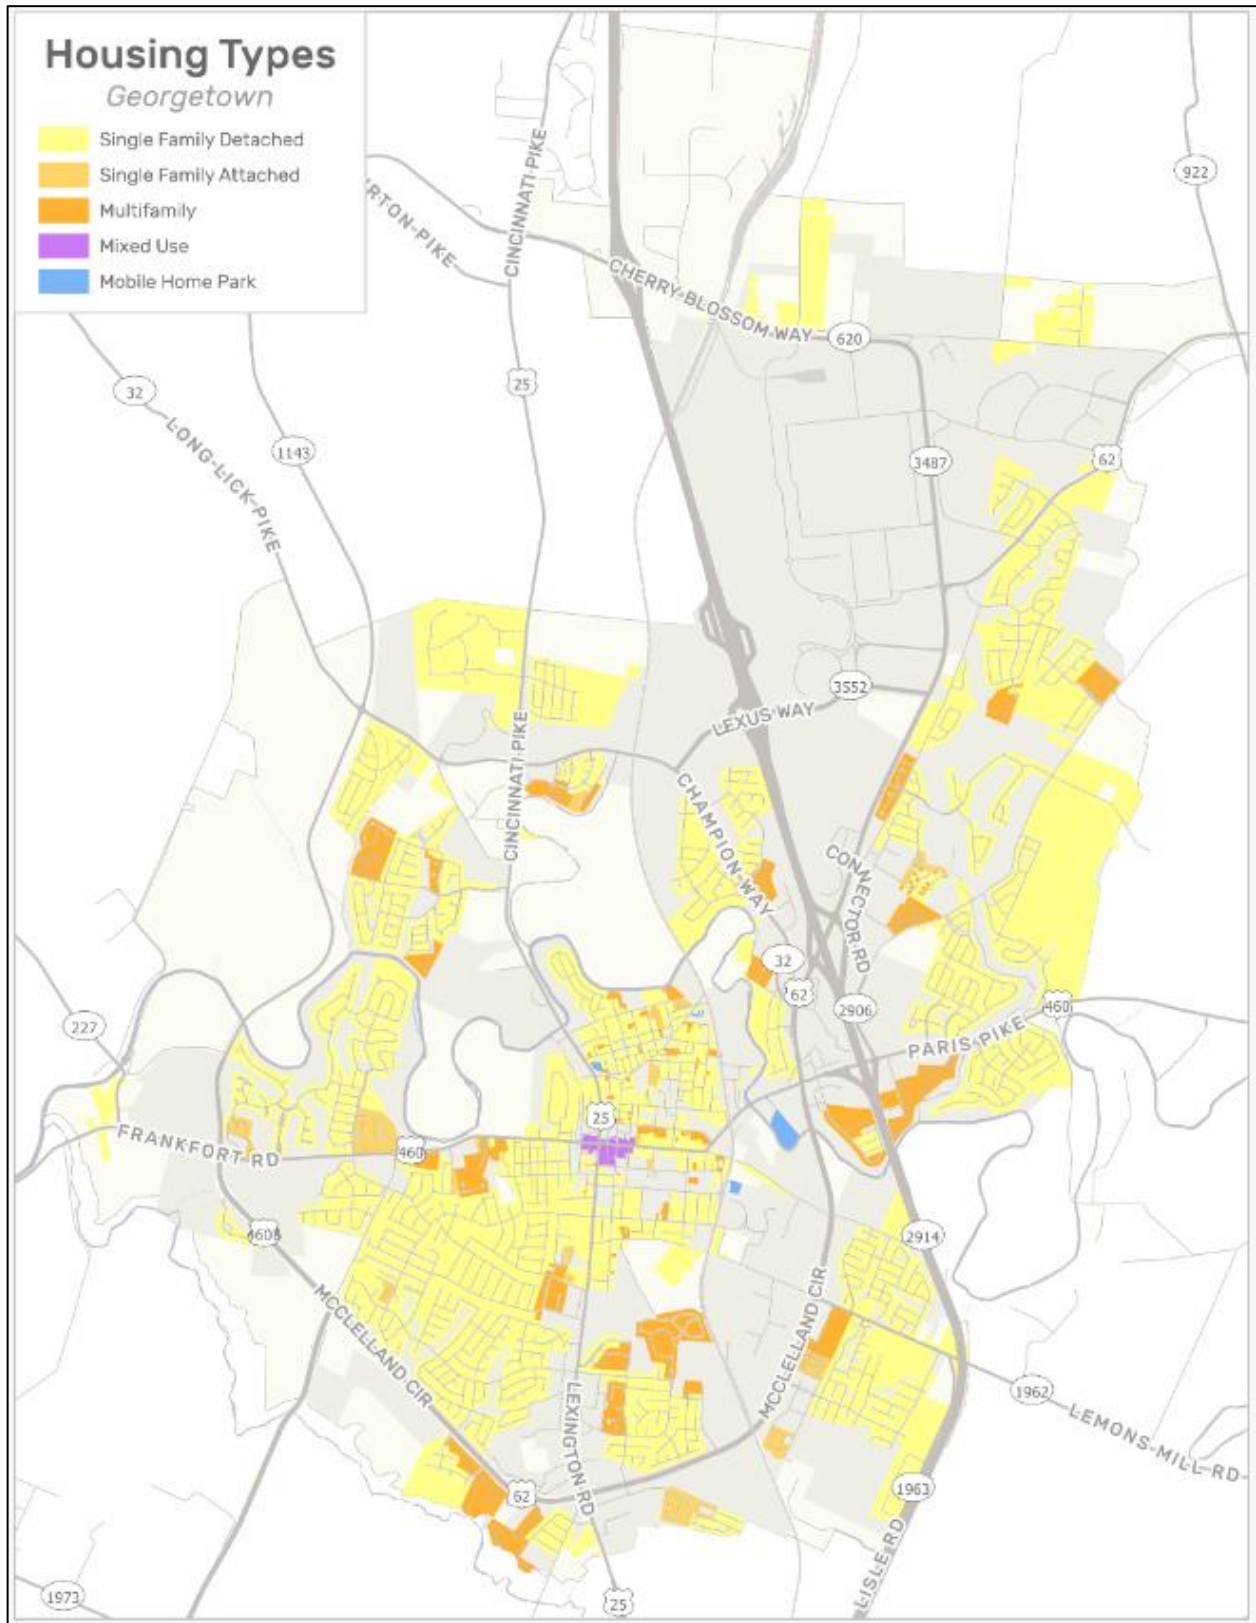 Housing Types
Georgetown
Single Family Detached
Single Family Attached
Multifamily
Mixed Use
Mobile Home Park
CINCINNATI-PIKE
922
CHERRY-BLOSSOM-WAY
620
32
25
LONG-LICK-PIKE
1143
3487
62
3552
LEXUS WAY
CINCINNATI-PIKE
CHAMPION-WAY
CONNECTOR-RD
32
62
2906
460
227
PARIS PIKE
25
FRANKFORT RD
460
2914
MCCLELLAND CIR
MCCLELLAND CIR
1962
LEMONS-MILL-RD
LEXINGTON-RD
62
1963
LISLE RD
1973
25